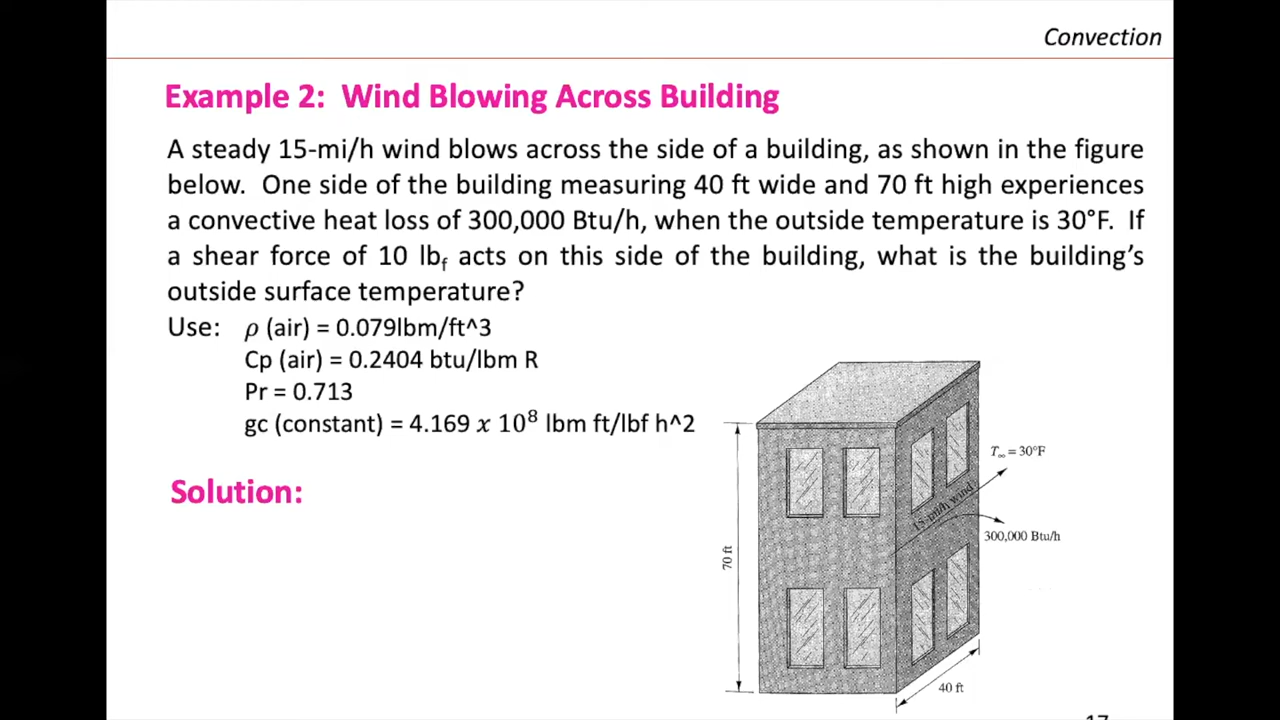 Convection
Example 2: Wind Blowing Across Building
A steady 15-mi/h wind blows across the side of a building, as shown in the figure
below. One side of the building measuring 40 ft wide and 70 ft high experiences
a convective heat loss of 300,000 Btu/h, when the outside temperature is 30°F. If
a shear force of 10 lbf acts on this side of the building, what is the building's
outside surface temperature?
Use: ρ (air) = 0.079lbm/ft^3
Cp (air) = 0.2404 btu/lbm R
Pr = 0.713
gc (constant) = 4.169 x 10⁸ lbm ft/lbf h^2
Solution:
T∞ = 30°F
15-mi/h wind
300,000 Btu/h
70 ft
40 ft
17